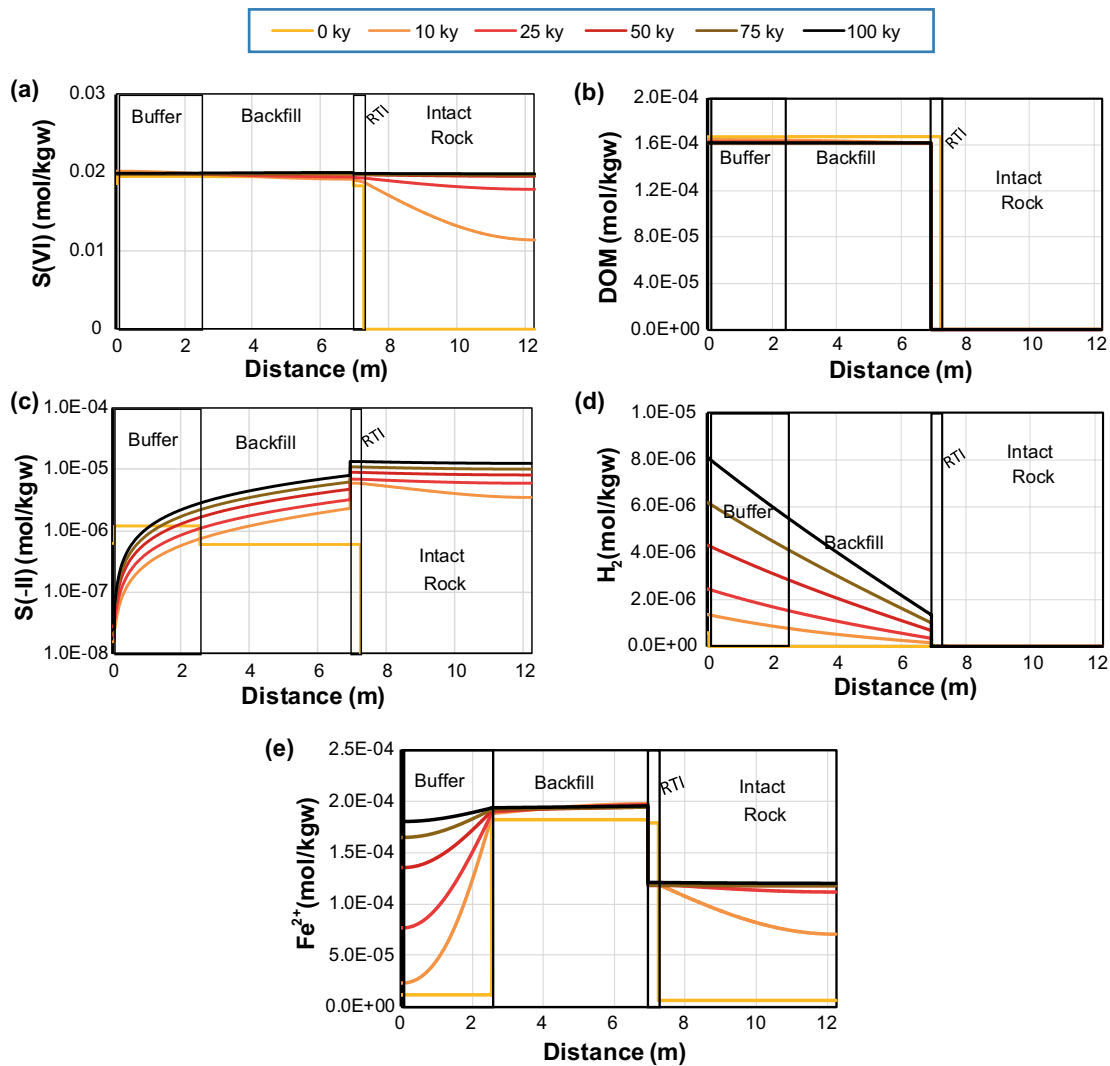 0 ky 10 ky 25 ky 50 ky 75 ky 100 ky
(a)
S(VI) (mol/kgw)
0.03
0.02
0.01
0
Buffer
Backfill
RTI
Intact
Rock
0 2 4 6 8 10 12
Distance (m)
(b)
DOM (mol/kgw)
2.0E-04
1.6E-04
1.2E-04
8.0E-05
4.0E-05
0.0E+00
Buffer
Backfill
RTI
Intact
Rock
0 2 4 6 8 10 12
Distance (m)
(c)
S(-II) (mol/kgw)
1.0E-04
1.0E-05
1.0E-06
1.0E-07
1.0E-07
1.0E-08
Buffer
Backfill
RTI
Intact
Rock
0 2 4 6 8 10 12
Distance (m)
(d)
H2(mol/kgw)
1.0E-05
8.0E-06
6.0E-06
4.0E-06
2.0E-06
0.0E+00
Buffer
Backfill
RTI
Intact
Rock
0 2 4 6 8 10 12
Distance (m)
(e)
Fe2+(mol/kgw)
2.5E-04
2.0E-04
1.5E-04
1.0E-04
5.0E-05
0.0E+00
Buffer
Backfill
RTI
Intact
Rock
0 2 4 6 8 10 12
Distance (m)